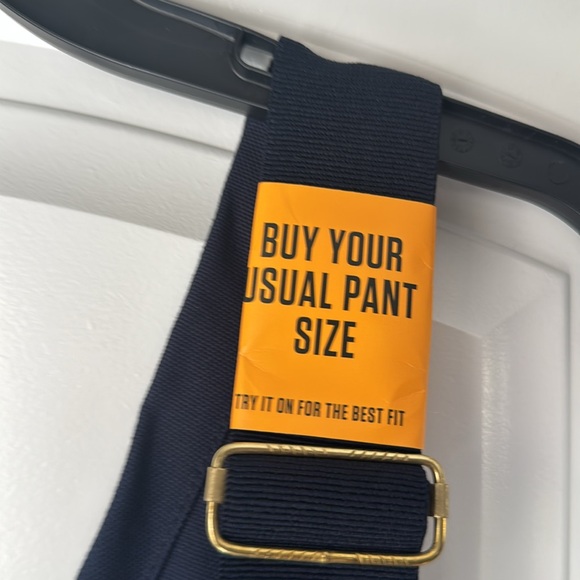 BUY YOUR
USUAL PANT
SIZE
TRY IT ON FOR THE BEST FIT